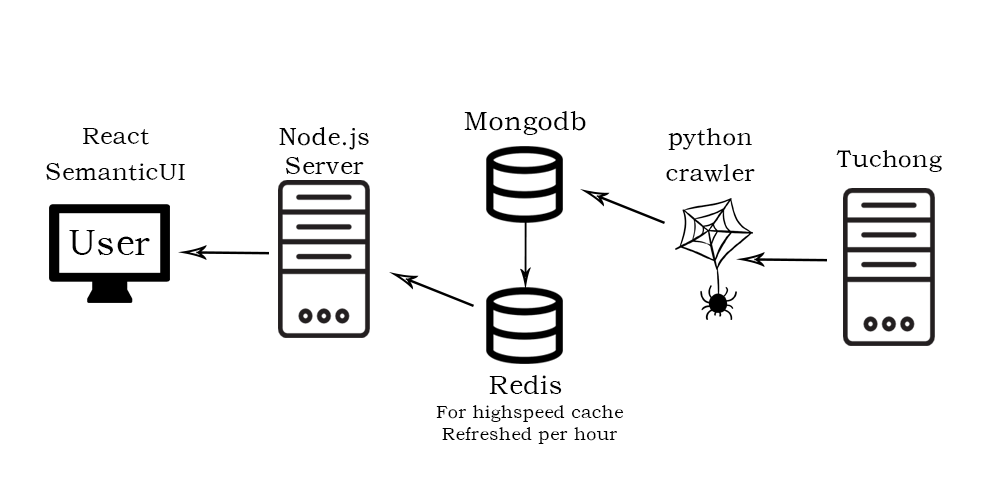 React
SemanticUI
User
Node.js
Server
Mongodb
Redis
For highspeed cache
Refreshed per hour
python
crawler
Tuchong